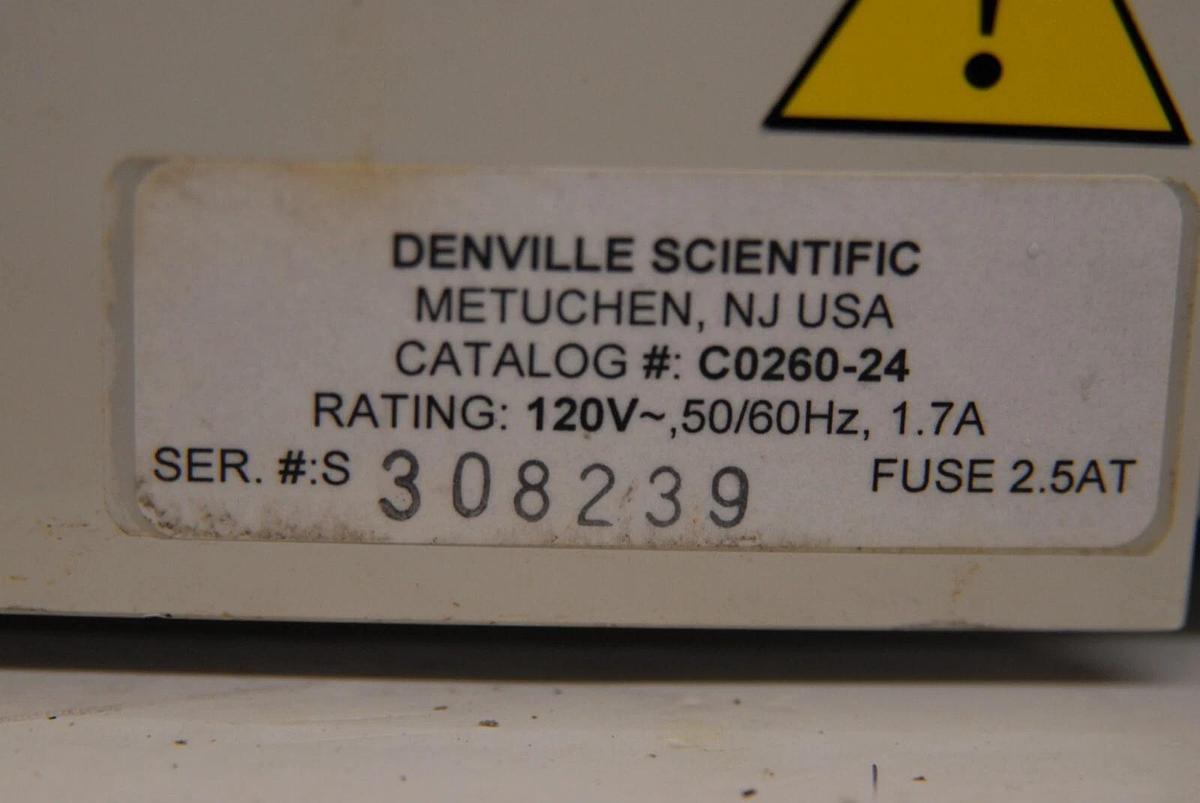 !
DENVILLE SCIENTIFIC
METUCHEN, NJ USA
CATALOG #: C0260-24
RATING: 120V~,50/60Hz, 1.7A
SER. #:S 308239 FUSE 2.5AT